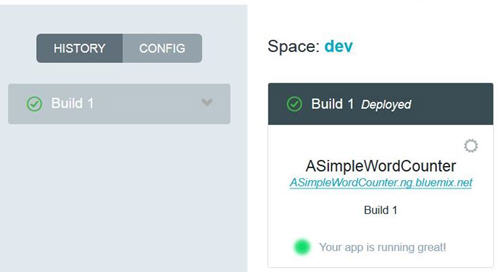 HISTORY CONFIG
Build 1
Space: dev
Build 1 Deployed
ASimpleWordCounter
ASimpleWordCounter.ng.bluemix.net
Build 1
Your app is running great!